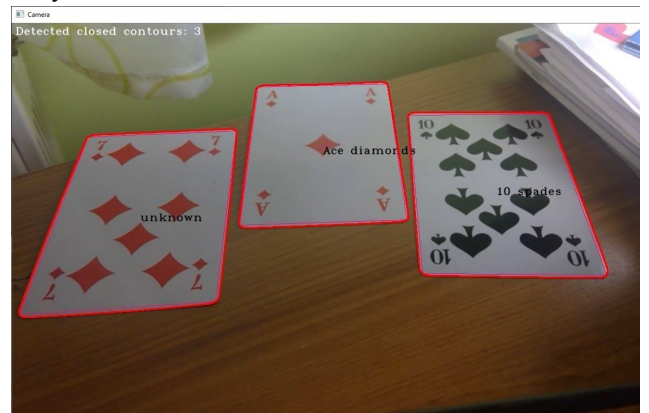 Camera
Detected closed contours: 3
A A
10 10
7 7
Ace diamonds
10 spades
unknown
A A
10 10
7 7